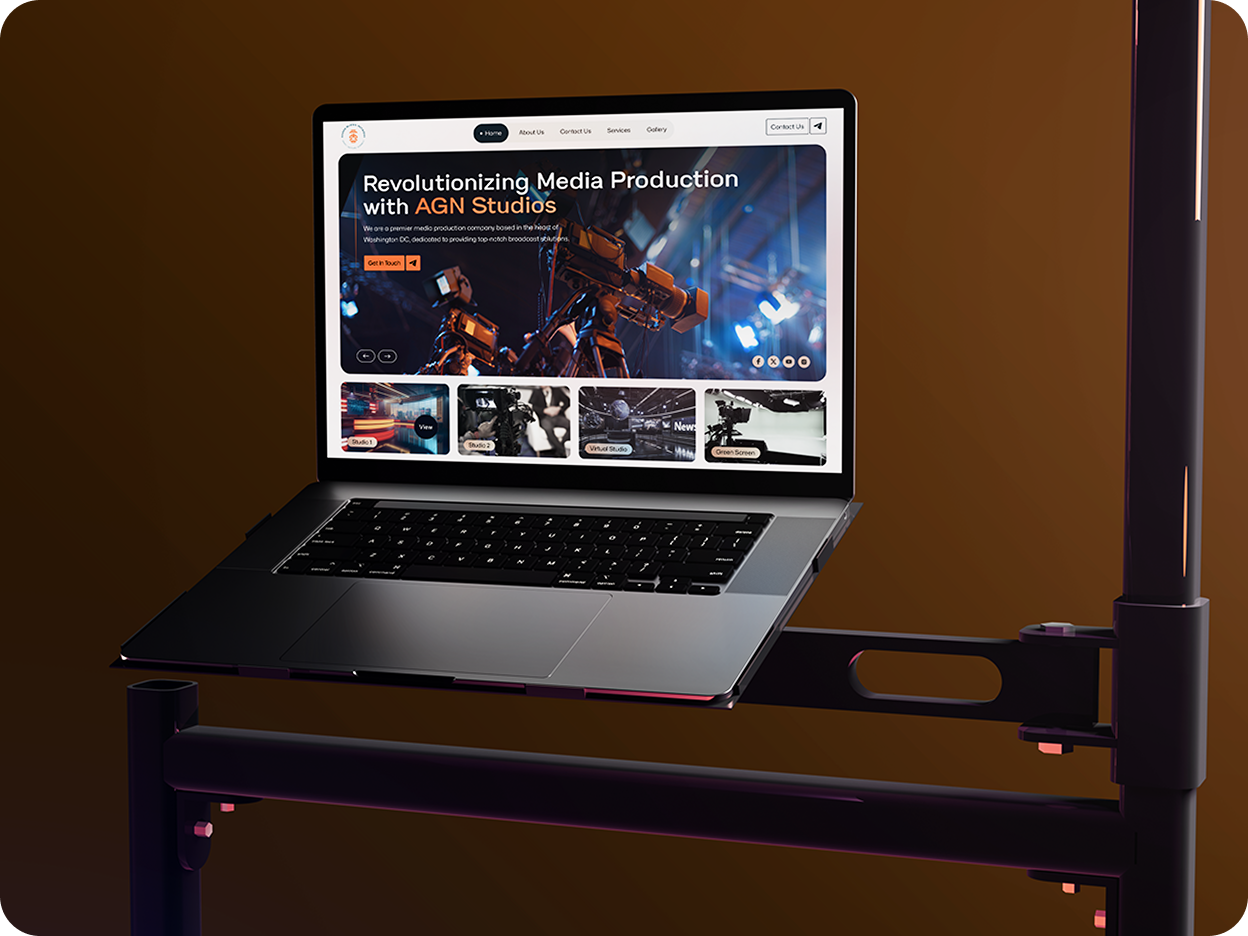 Home
About Us
Contact Us
Services
Gallery
Contact Us
Revolutionizing Media Production
with AGN Studios
We are a premier media production company based in the heart of
Washington DC, dedicated to providing top-notch broadcast solutions.
Get In Touch
View
Studio 1
Studio 2
Virtual Studio
News
Green Screen